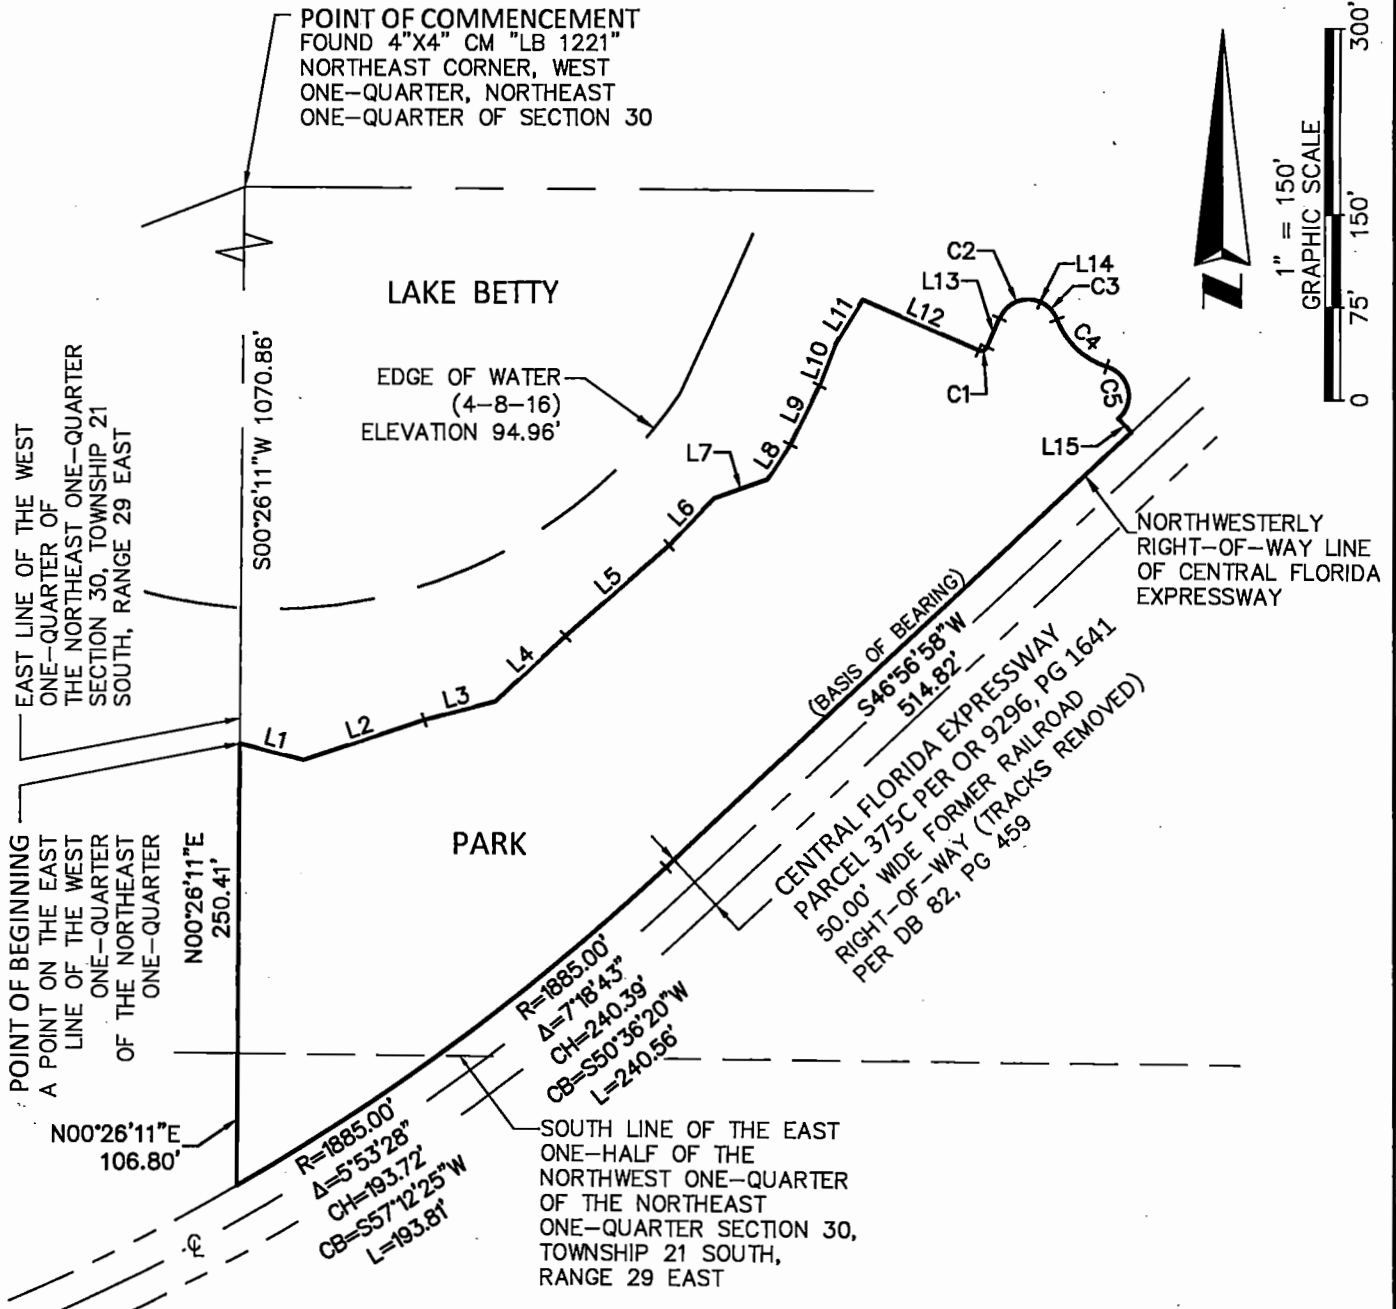 POINT OF COMMENCEMENT
FOUND 4"X4" CM "LB 1221"
NORTHEAST CORNER, WEST
ONE-QUARTER, NORTHEAST
ONE-QUARTER OF SECTION 30
1" = 150'
GRAPHIC SCALE
0
75'
150'
300'
N
LAKE BETTY
EDGE OF WATER
(4-8-16)
ELEVATION 94.96'
S00°26'11"W 1070.86'
EAST LINE OF THE WEST
ONE-QUARTER OF
THE NORTHEAST ONE-QUARTER
SECTION 30, TOWNSHIP 21
SOUTH, RANGE 29 EAST
L1
L2
L3
L4
L5
L6
L7
L8
L9
L10
L11
L12
C1
L13
C2
L14
C3
C4
C5
L15
NORTHWESTERLY
RIGHT-OF-WAY LINE
OF CENTRAL FLORIDA
EXPRESSWAY
(BASIS OF BEARING)
S46°56'58"W
514.82'
CENTRAL FLORIDA EXPRESSWAY
PARCEL 375C PER OR 9296, PG 1641
50.00' WIDE FORMER RAILROAD
RIGHT-OF-WAY (TRACKS REMOVED)
PER DB 82, PG 459
PARK
POINT OF BEGINNING
A POINT ON THE EAST
LINE OF THE WEST
ONE-QUARTER
OF THE NORTHEAST
ONE-QUARTER
N00°26'11"E
250.41'
R=1885.00'
Δ=7°18'43"
CH=240.39'
CB=S50°36'20"W
L=240.56'
N00°26'11"E
106.80'
R=1885.00'
Δ=5°53'28"
CH=193.72'
CB=S57°12'25"W
L=193.81'
SOUTH LINE OF THE EAST
ONE-HALF OF THE
NORTHWEST ONE-QUARTER
OF THE NORTHEAST
ONE-QUARTER SECTION 30,
TOWNSHIP 21 SOUTH,
RANGE 29 EAST
℄